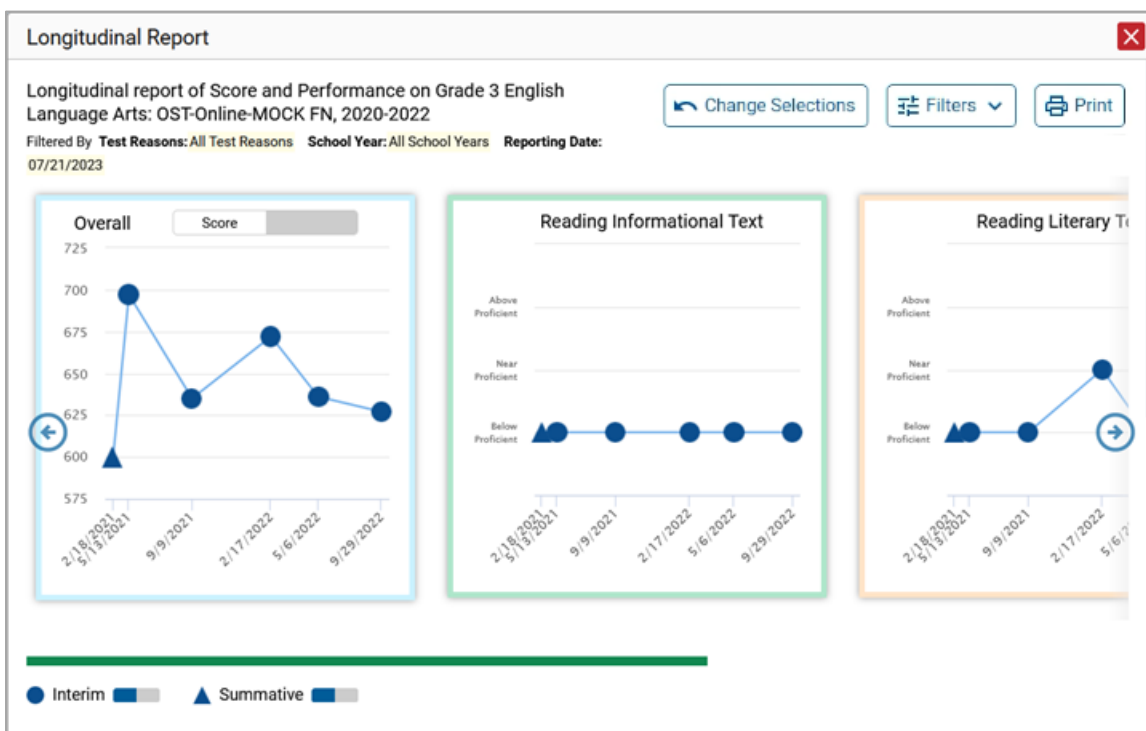 Longitudinal Report
Longitudinal report of Score and Performance on Grade 3 English
Language Arts: OST-Online-MOCK FN, 2020-2022
Change Selections
Filters
Print
Filtered By Test Reasons: All Test Reasons School Year: All School Years Reporting Date:
07/21/2023
Overall
Score
725
700
675
650
625
600
575
2/18/2021
5/13/2021
9/9/2021
2/17/2022
5/6/2022
9/29/2022
Reading Informational Text
Above
Proficient
Near
Proficient
Below
Proficient
2/18/2021
5/13/2021
9/9/2021
2/17/2022
5/6/2022
9/29/2022
Reading Literary
Above
Proficient
Near
Proficient
Below
Proficient
2/18/2021
5/13/2021
9/9/2021
2/17/2022
Interim
Summative